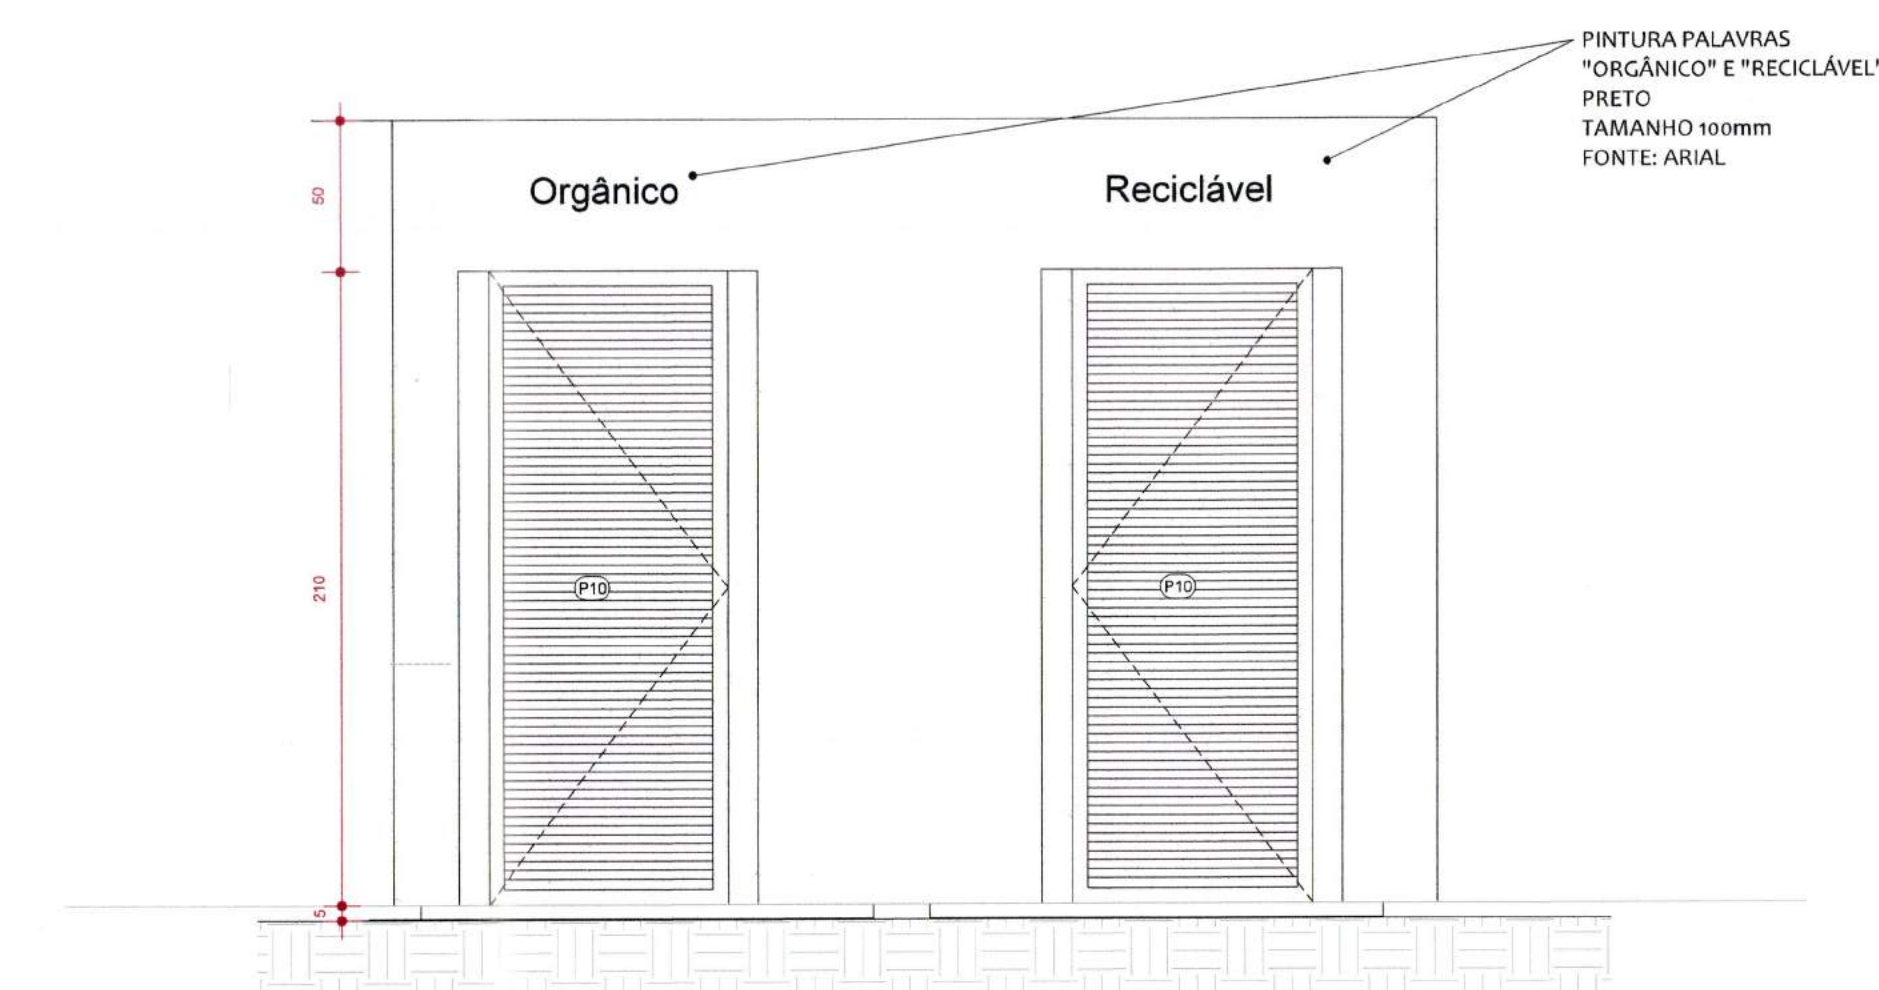 PINTURA PALAVRAS
"ORGÂNICO" E "RECICLÁVEL"
PRETO
TAMANHO 100mm
FONTE: ARIAL
Orgânico
Reciclável
50
210
5
P10
P10